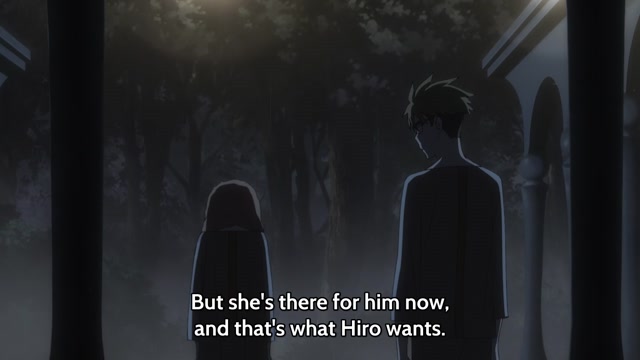 But she's there for him now,
and that's what Hiro wants.